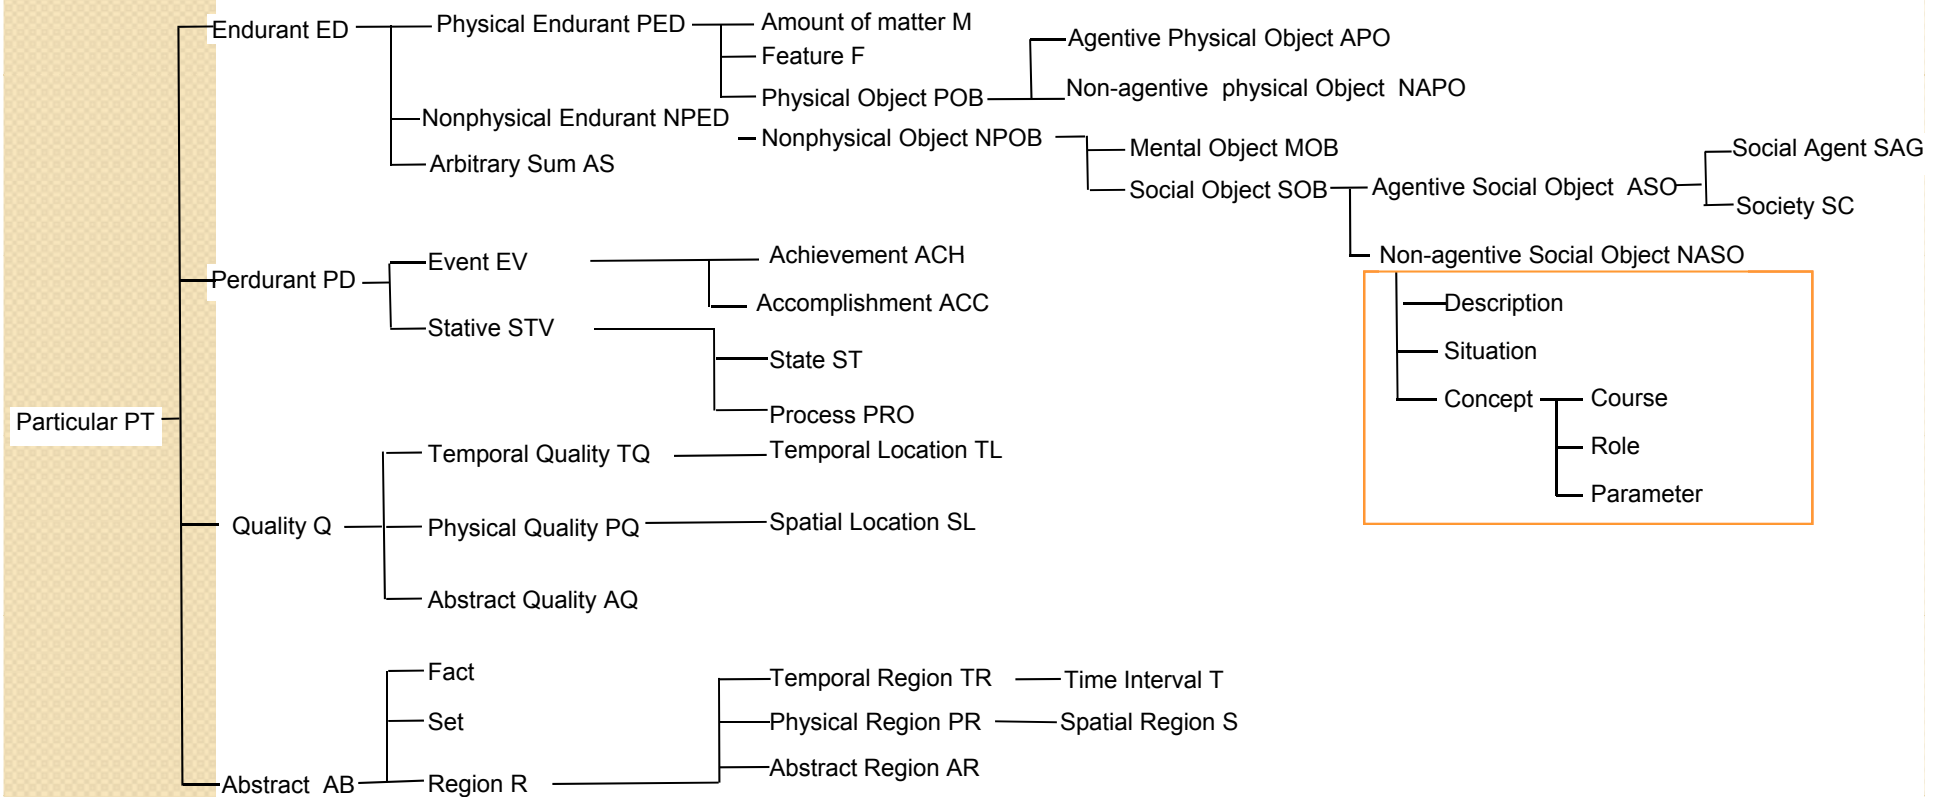 Particular PT
Endurant ED
Physical Endurant PED
Amount of matter M
Feature F
Physical Object POB
Agentive Physical Object APO
Non-agentive physical Object NAPO
Nonphysical Endurant NPED
Nonphysical Object NPOB
Mental Object MOB
Social Object SOB
Agentive Social Object ASO
Social Agent SAG
Society SC
Non-agentive Social Object NASO
Description
Situation
Concept
Course
Role
Parameter
Arbitrary Sum AS
Perdurant PD
Event EV
Achievement ACH
Accomplishment ACC
Stative STV
State ST
Process PRO
Quality Q
Temporal Quality TQ
Temporal Location TL
Physical Quality PQ
Spatial Location SL
Abstract Quality AQ
Abstract AB
Fact
Set
Region R
Temporal Region TR
Time Interval T
Physical Region PR
Spatial Region S
Abstract Region AR